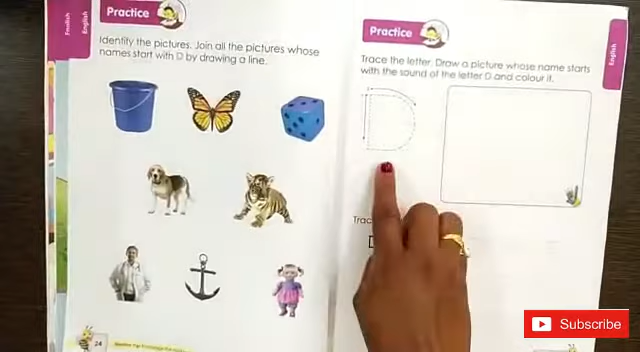 English
English
Practice
Identify the pictures. Join all the pictures whose
names start with D by drawing a line.
24
Practice
English
Trace the letter. Draw a picture whose name starts
with the sound of the letter D and colour it.
Subscribe